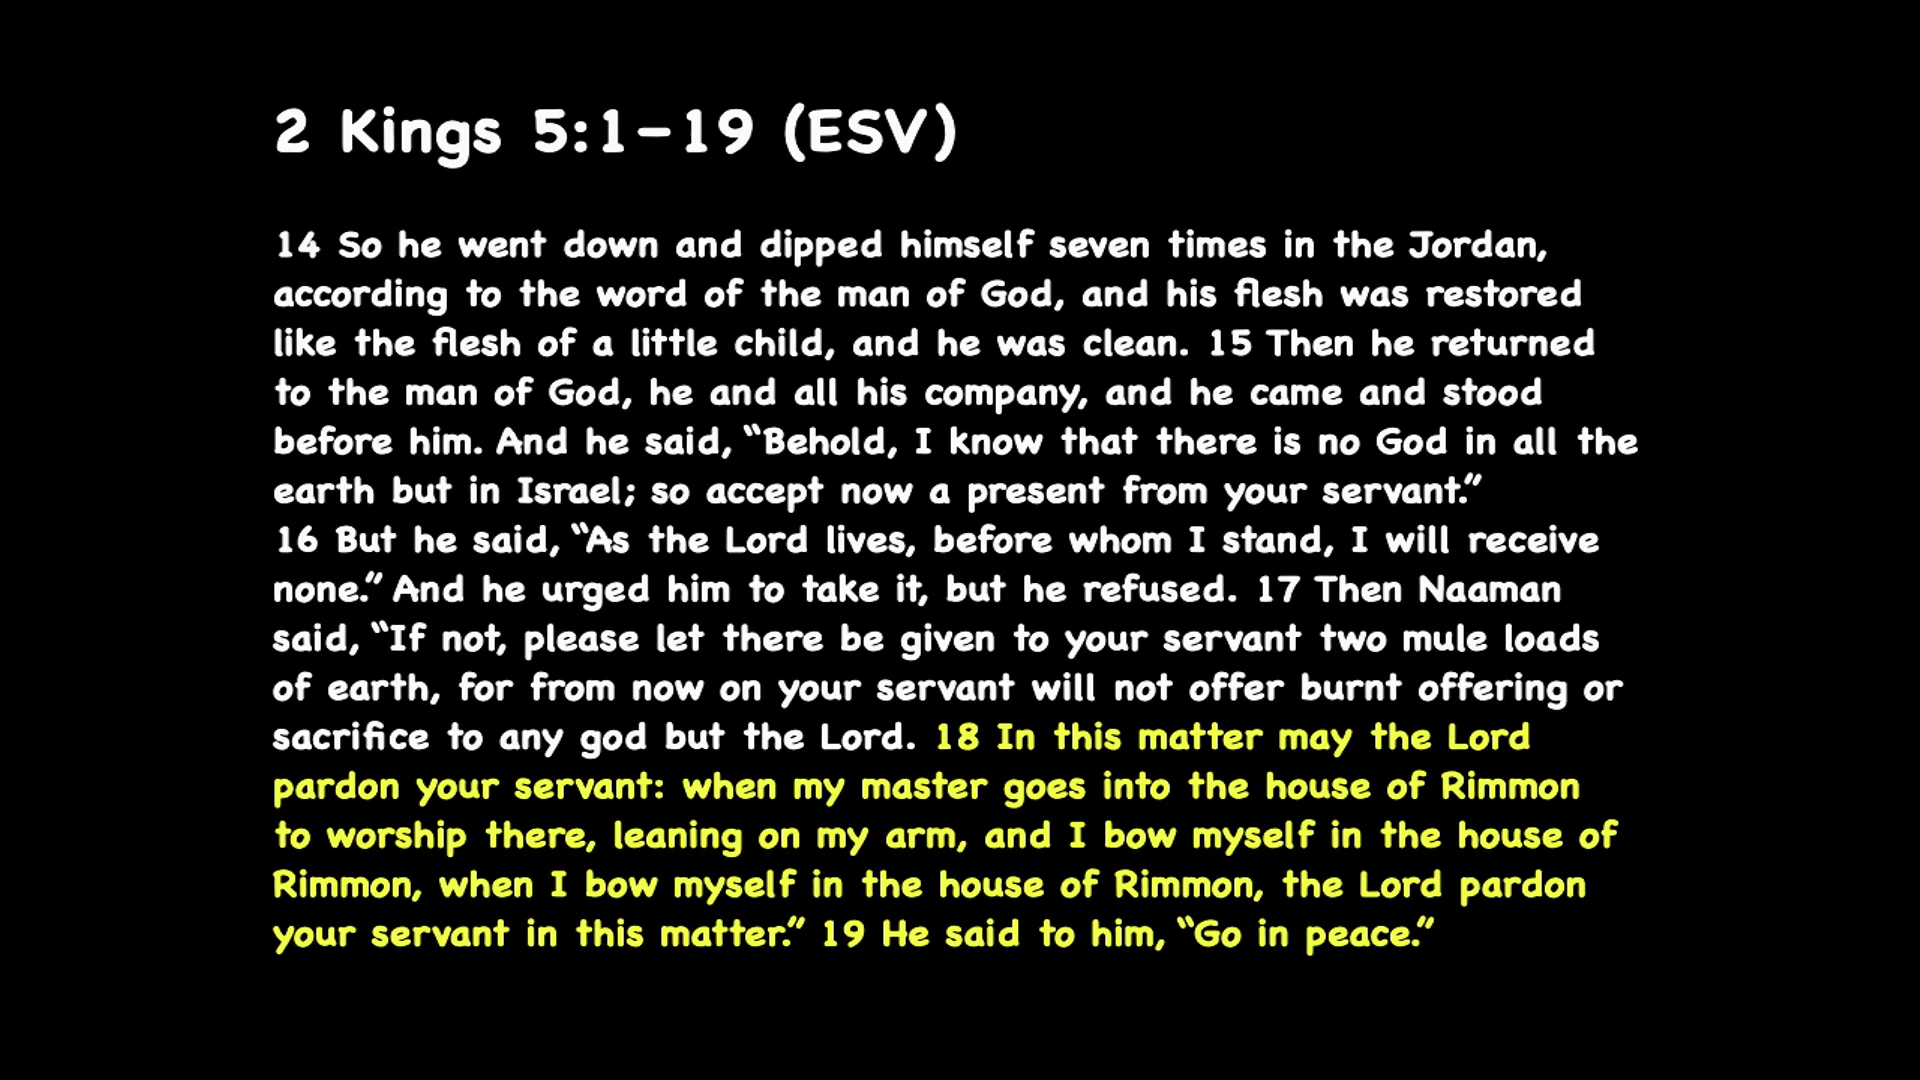 2 Kings 5:1–19 (ESV)
14 So he went down and dipped himself seven times in the Jordan,
according to the word of the man of God, and his flesh was restored
like the flesh of a little child, and he was clean. 15 Then he returned
to the man of God, he and all his company, and he came and stood
before him. And he said, “Behold, I know that there is no God in all the
earth but in Israel; so accept now a present from your servant.”
16 But he said, “As the Lord lives, before whom I stand, I will receive
none.” And he urged him to take it, but he refused. 17 Then Naaman
said, “If not, please let there be given to your servant two mule loads
of earth, for from now on your servant will not offer burnt offering or
sacrifice to any god but the Lord. 18 In this matter may the Lord
pardon your servant: when my master goes into the house of Rimmon
to worship there, leaning on my arm, and I bow myself in the house of
Rimmon, when I bow myself in the house of Rimmon, the Lord pardon
your servant in this matter.” 19 He said to him, “Go in peace.”